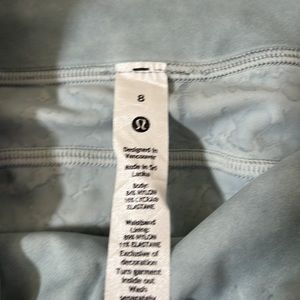 8
Designed in
Vancouver
Made in Sri
Lanka
Body:
84% NYLON
16% LYCRA®
ELASTANE
Waistband
Lining:
89% NYLON
11% ELASTANE
Exclusive of
decoration
Turn garment
inside out
Wash
separately